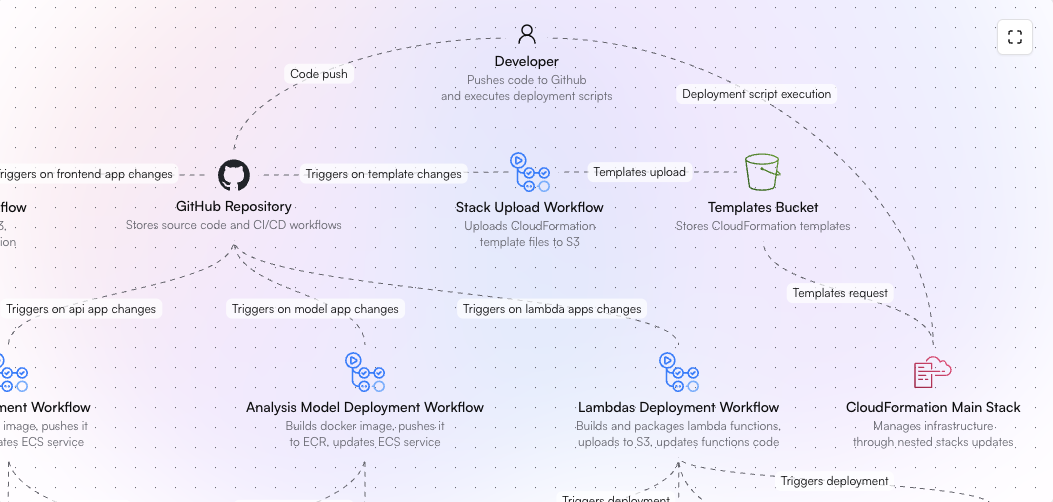 Developer
Pushes code to Github
and executes deployment scripts
Code push
Deployment script execution
Triggers on frontend app changes
Triggers on template changes
Templates upload
flow
3,
ion
GitHub Repository
Stores source code and CI/CD workflows
Stack Upload Workflow
Uploads CloudFormation
template files to S3
Templates Bucket
Stores CloudFormation templates
Templates request
Triggers on api app changes
Triggers on model app changes
Triggers on lambda apps changes
ment Workflow
image, pushes it
ates ECS service
Analysis Model Deployment Workflow
Builds docker image, pushes it
to ECR, updates ECS service
Lambdas Deployment Workflow
Builds and packages lambda functions,
uploads to S3, updates functions code
CloudFormation Main Stack
Manages infrastructure
through nested stacks updates
Triggers deployment
Triggers deployment